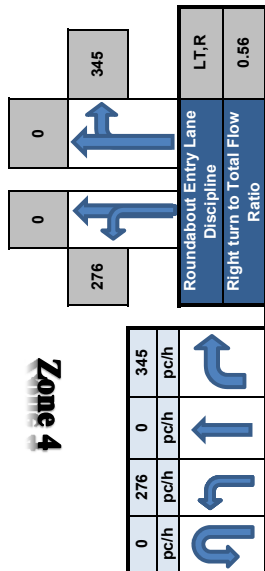 0 0
276 345
Roundabout Entry Lane
Discipline
LT,R
Right turn to Total Flow
Ratio
0.56
0 276 0 345
pc/h pc/h pc/h pc/h
Zone 4